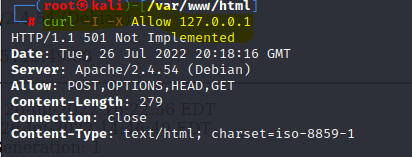 (root㉿kali)-[/var/www/html]
# curl -I -X Allow 127.0.0.1
HTTP/1.1 501 Not Implemented
Date: Tue, 26 Jul 2022 20:18:16 GMT
Server: Apache/2.4.54 (Debian)
Allow: POST,OPTIONS,HEAD,GET
Content-Length: 279
Connection: close
Content-Type: text/html; charset=iso-8859-1